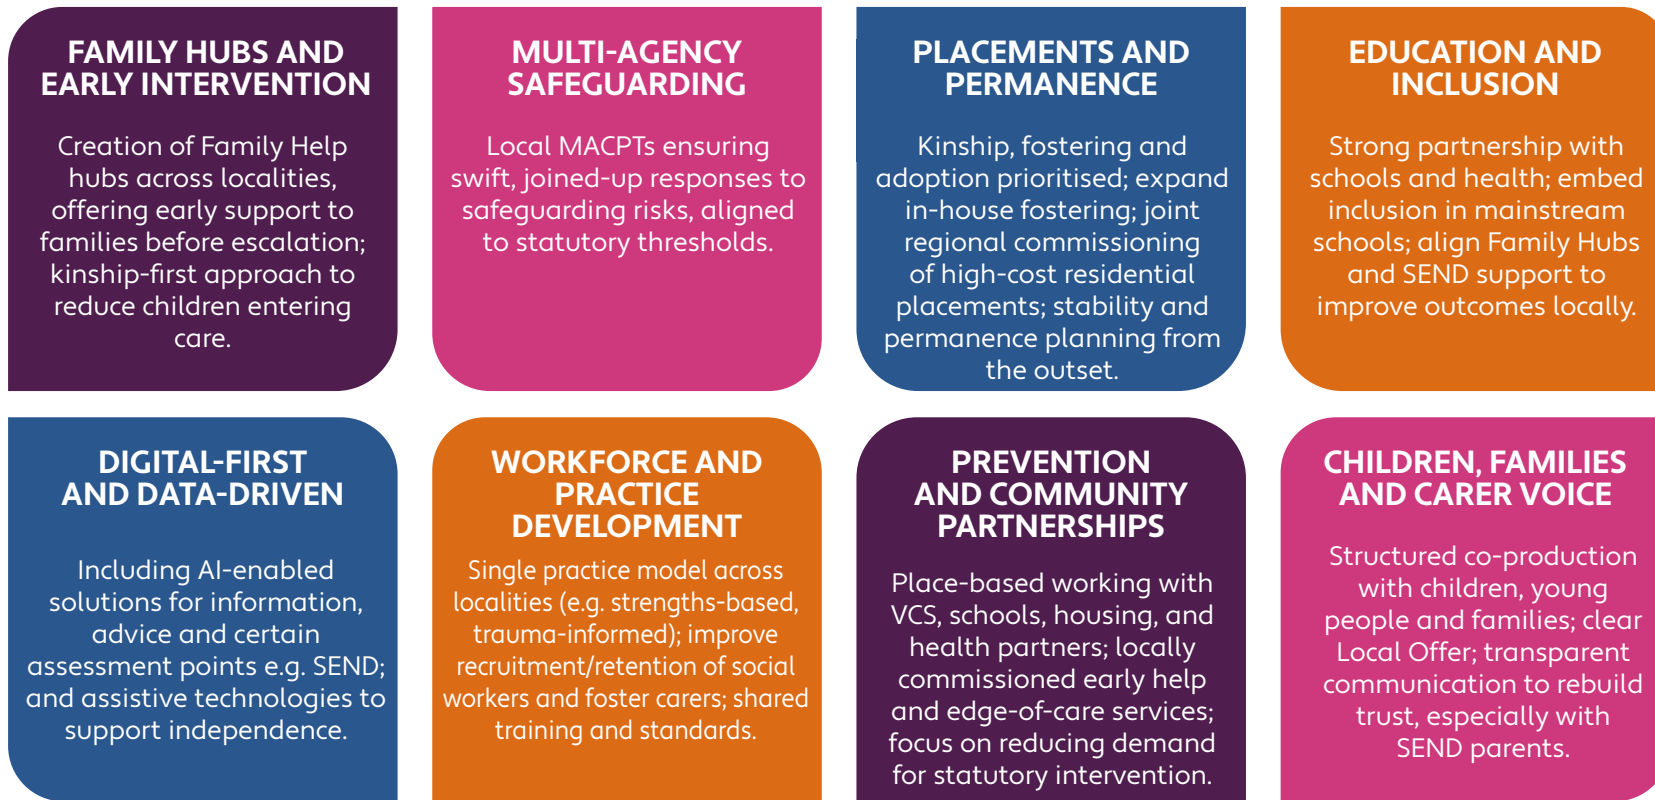 FAMILY HUBS AND
EARLY INTERVENTION
Creation of Family Help
hubs across localities,
offering early support to
families before escalation;
kinship-first approach to
reduce children entering
care.
MULTI-AGENCY
SAFEGUARDING
Local MACPTs ensuring
swift, joined-up responses to
safeguarding risks, aligned
to statutory thresholds.
PLACEMENTS AND
PERMANENCE
Kinship, fostering and
adoption prioritised; expand
in-house fostering; joint
regional commissioning
of high-cost residential
placements; stability and
permanence planning from
the outset.
EDUCATION AND
INCLUSION
Strong partnership with
schools and health; embed
inclusion in mainstream
schools; align Family Hubs
and SEND support to
improve outcomes locally.
DIGITAL-FIRST
AND DATA-DRIVEN
Including AI-enabled
solutions for information,
advice and certain
assessment points e.g. SEND;
and assistive technologies to
support independence.
WORKFORCE AND
PRACTICE
DEVELOPMENT
Single practice model across
localities (e.g. strengths-based,
trauma-informed); improve
recruitment/retention of social
workers and foster carers; shared
training and standards.
PREVENTION
AND COMMUNITY
PARTNERSHIPS
Place-based working with
VCS, schools, housing, and
health partners; locally
commissioned early help
and edge-of-care services;
focus on reducing demand
for statutory intervention.
CHILDREN, FAMILIES
AND CARER VOICE
Structured co-production
with children, young
people and families; clear
Local Offer; transparent
communication to rebuild
trust, especially with
SEND parents.